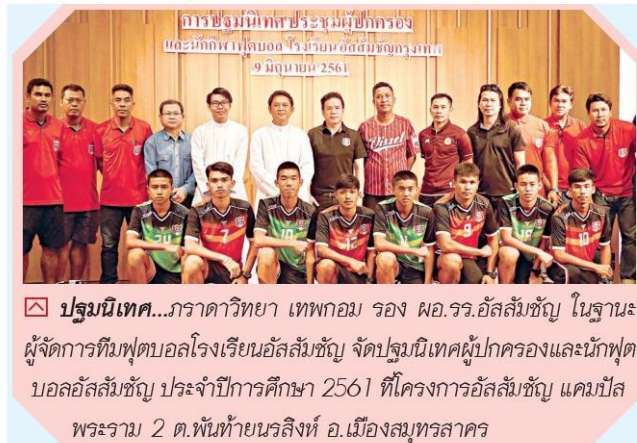 การปฐมนิเทศประชุมผู้ปกครอง
และนักกีฬาฟุตบอล โรงเรียนอัสสัมชัญกรุงเทพ
9 มิถุนายน 2561
ปฐมนิเทศ...ภราดาวิทยา เทพกอม รอง ผอ.รร.อัสสัมชัญ ในฐานะ
ผู้จัดการทีมฟุตบอลโรงเรียนอัสสัมชัญ จัดปฐมนิเทศผู้ปกครองและนักฟุต
บอลอัสสัมชัญ ประจำปีการศึกษา 2561 ที่โครงการอัสสัมชัญ แคมปัส
พระราม 2 ต.พันท้ายนรสิงห์ อ.เมืองสมุทรสาคร
7
10
12
9